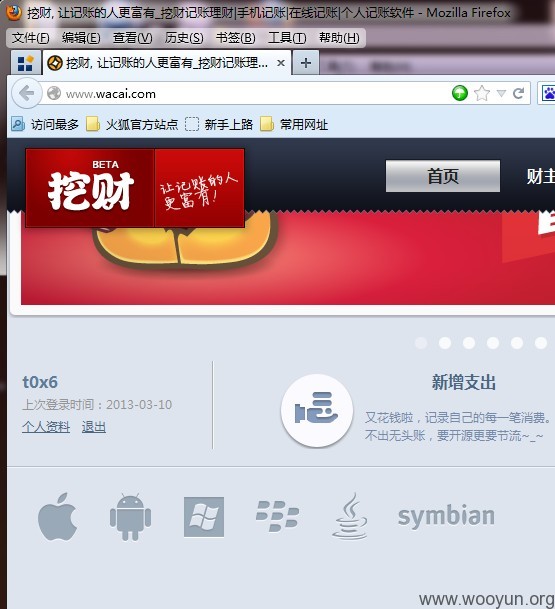 挖财, 让记账的人更富有_挖财记账理财|手机记账|在线记账|个人记账软件 - Mozilla Firefox
文件(F) 编辑(E) 查看(V) 历史(S) 书签(B) 工具(T) 帮助(H)
挖财, 让记账的人更富有_挖财记账理...
www.wacai.com
访问最多 火狐官方站点 新手上路 常用网址
BETA
挖财
让记账的人
更富有!
首页
财主
t0x6
上次登录时间：2013-03-10
个人资料 退出
新增支出
又花钱啦，记录自己的每一笔消费。
不出无头账，要开源更要节流~_~
symbian
www.wooyun.org